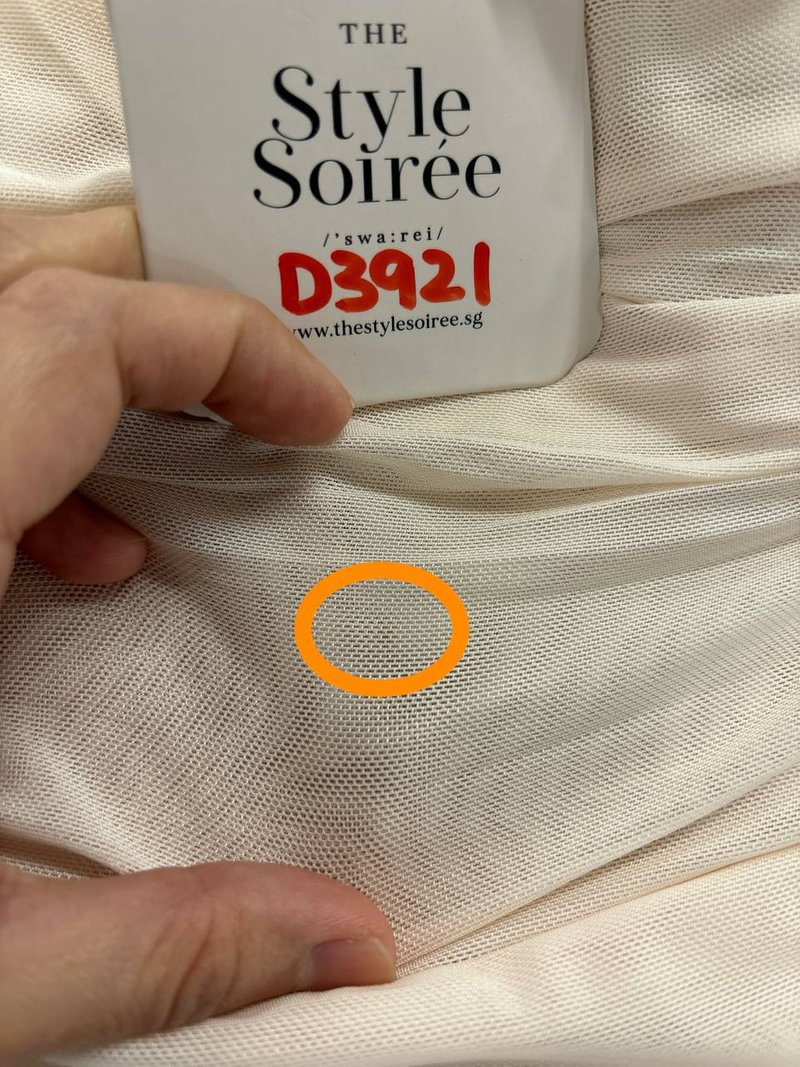 THE
Style
Soirée
/'swa:rei/
D3921
www.thestylesoiree.sg